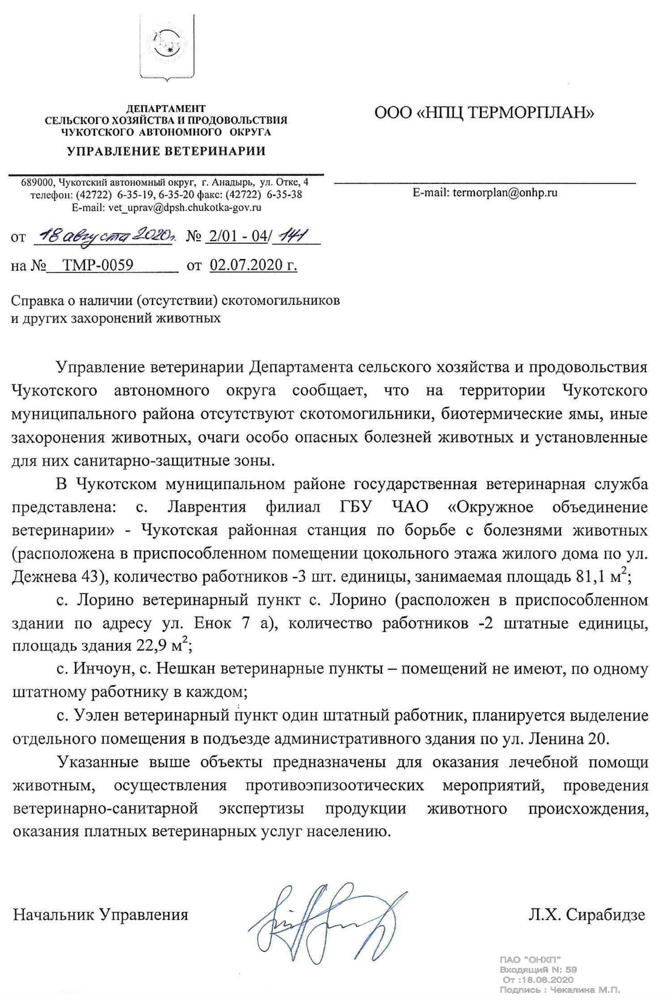 ДЕПАРТАМЕНТ
СЕЛЬСКОГО ХОЗЯЙСТВА И ПРОДОВОЛЬСТВИЯ
ЧУКОТСКОГО АВТОНОМНОГО ОКРУГА
УПРАВЛЕНИЕ ВЕТЕРИНАРИИ
689000, Чукотский автономный округ, г. Анадырь, ул. Отке, 4
телефон: (42722) 6-35-19, 6-35-20 факс: (42722) 6-35-38
E-mail: vet_uprav@dpsh.chukotka-gov.ru
ООО «НПЦ ТЕРМОРПЛАН»
E-mail: termorplan@onhp.ru
от 18 августа 2020г. № 2/01 - 04/ 141
на № ТМР-0059 от 02.07.2020 г.
Справка о наличии (отсутствии) скотомогильников
и других захоронений животных
Управление ветеринарии Департамента сельского хозяйства и продовольствия
Чукотского автономного округа сообщает, что на территории Чукотского
муниципального района отсутствуют скотомогильники, биотермические ямы, иные
захоронения животных, очаги особо опасных болезней животных и установленные
для них санитарно-защитные зоны.
В Чукотском муниципальном районе государственная ветеринарная служба
представлена: с. Лаврентия филиал ГБУ ЧАО «Окружное объединение
ветеринарии» - Чукотская районная станция по борьбе с болезнями животных
(расположена в приспособленном помещении цокольного этажа жилого дома по ул.
Дежнева 43), количество работников -3 шт. единицы, занимаемая площадь 81,1 м²;
с. Лорино ветеринарный пункт с. Лорино (расположен в приспособленном
здании по адресу ул. Енок 7 а), количество работников -2 штатные единицы,
площадь здания 22,9 м²;
с. Инчоун, с. Нешкан ветеринарные пункты – помещений не имеют, по одному
штатному работнику в каждом;
с. Уэлен ветеринарный пункт один штатный работник, планируется выделение
отдельного помещения в подъезде административного здания по ул. Ленина 20.
Указанные выше объекты предназначены для оказания лечебной помощи
животным, осуществления противоэпизоотических мероприятий, проведения
ветеринарно-санитарной экспертизы продукции животного происхождения,
оказания платных ветеринарных услуг населению.
Начальник Управления Л.Х. Сирабидзе
ПАО "ОНХП"
Входящий N: 59
От :18.08.2020
Подпись : Чекалина М.П.